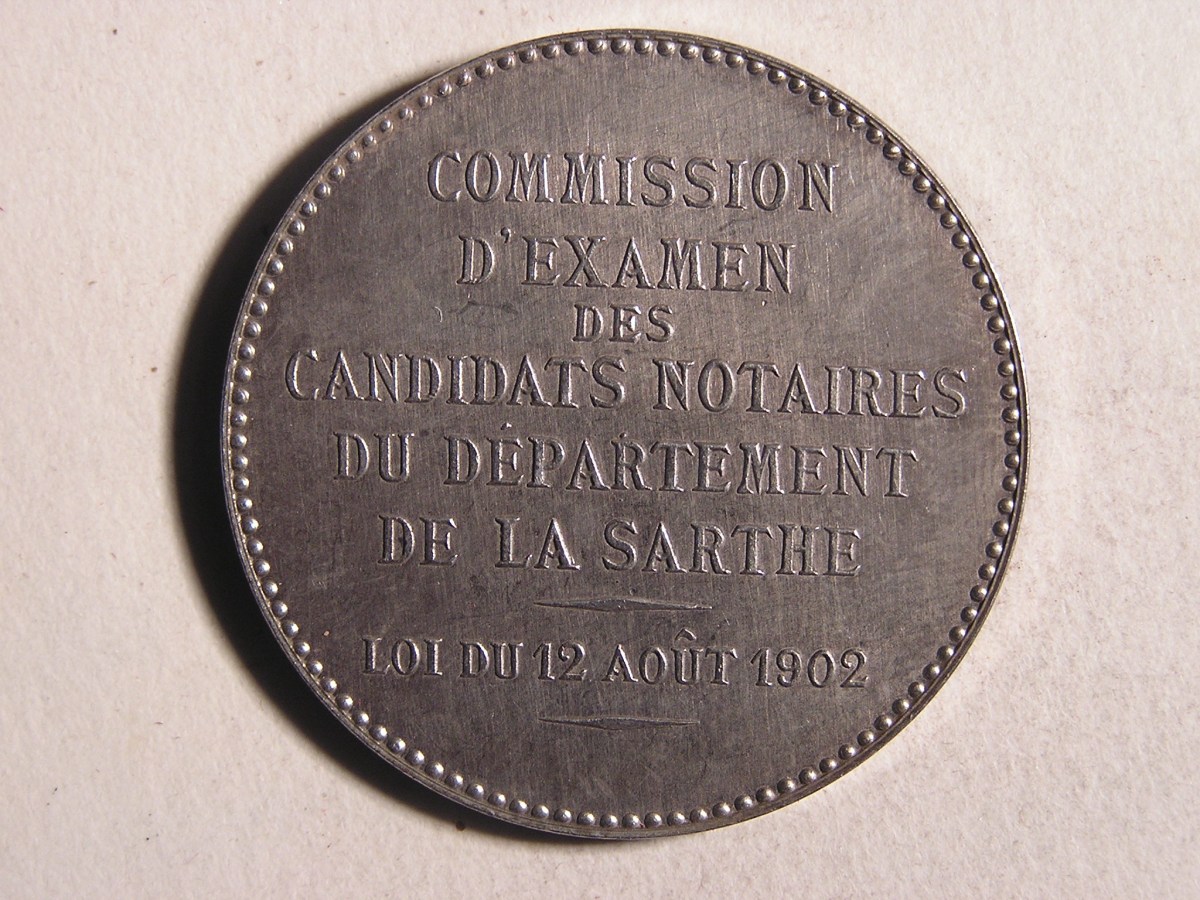 COMMISSION
D'EXAMEN
DES
CANDIDATS NOTAIRES
DU DÉPARTEMENT
DE LA SARTHE
LOI DU 12 AOÛT 1902